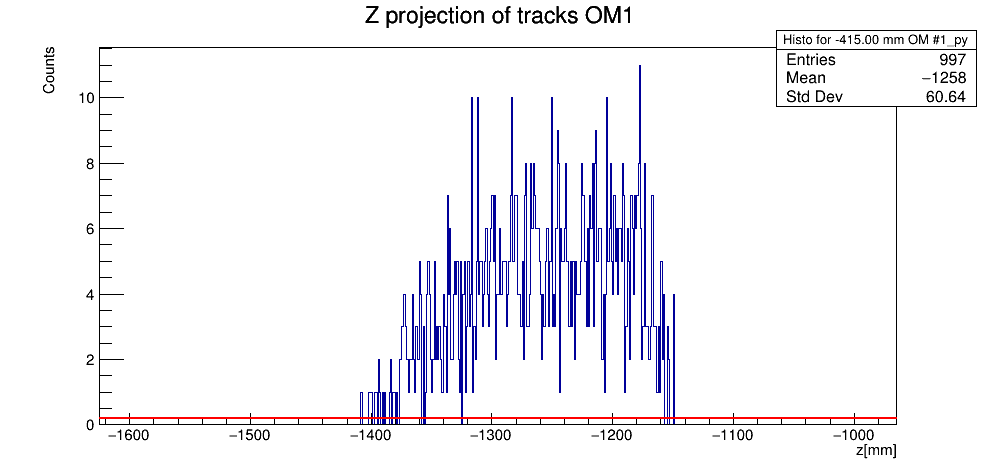 Z projection of tracks OM1
Histo for -415.00 mm OM #1_py
Entries 997
Mean −1258
Std Dev 60.64
Counts
10
8
6
4
2
0
−1600 −1500 −1400 −1300 −1200 −1100 −1000
z[mm]